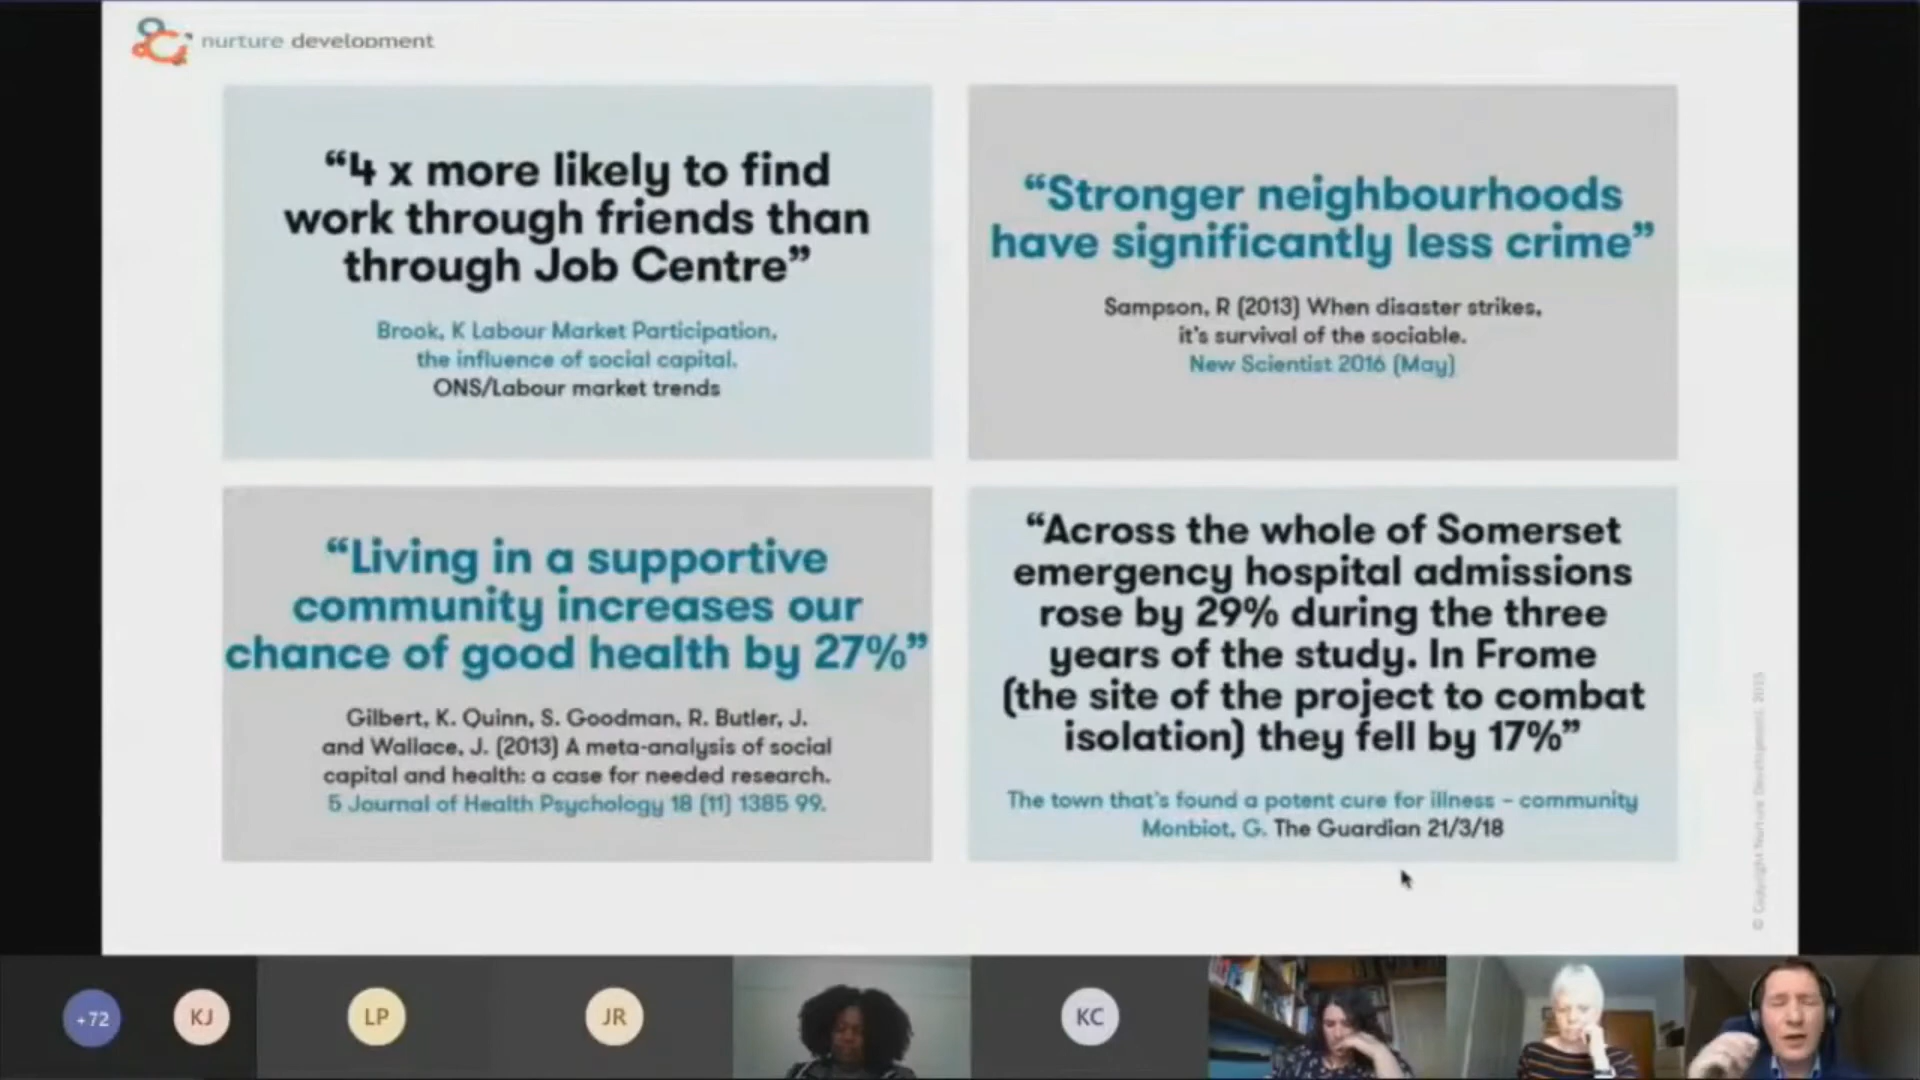 nurture development
“4 x more likely to find
work through friends than
through Job Centre”
Brook, K Labour Market Participation,
the influence of social capital.
ONS/Labour market trends
“Stronger neighbourhoods
have significantly less crime”
Sampson, R (2013) When disaster strikes,
it's survival of the sociable.
New Scientist 2016 (May)
“Living in a supportive
community increases our
chance of good health by 27%”
Gilbert, K. Quinn, S. Goodman, R. Butler, J.
and Wallace, J. (2013) A meta-analysis of social
capital and health: a case for needed research.
5 Journal of Health Psychology 18 (11) 1385 99.
“Across the whole of Somerset
emergency hospital admissions
rose by 29% during the three
years of the study. In Frome
(the site of the project to combat
isolation) they fell by 17%”
The town that's found a potent cure for illness – community
Monbiot, G. The Guardian 21/3/18
© Copyright Nurture Development, 2015
+72
KJ
LP
JR
KC